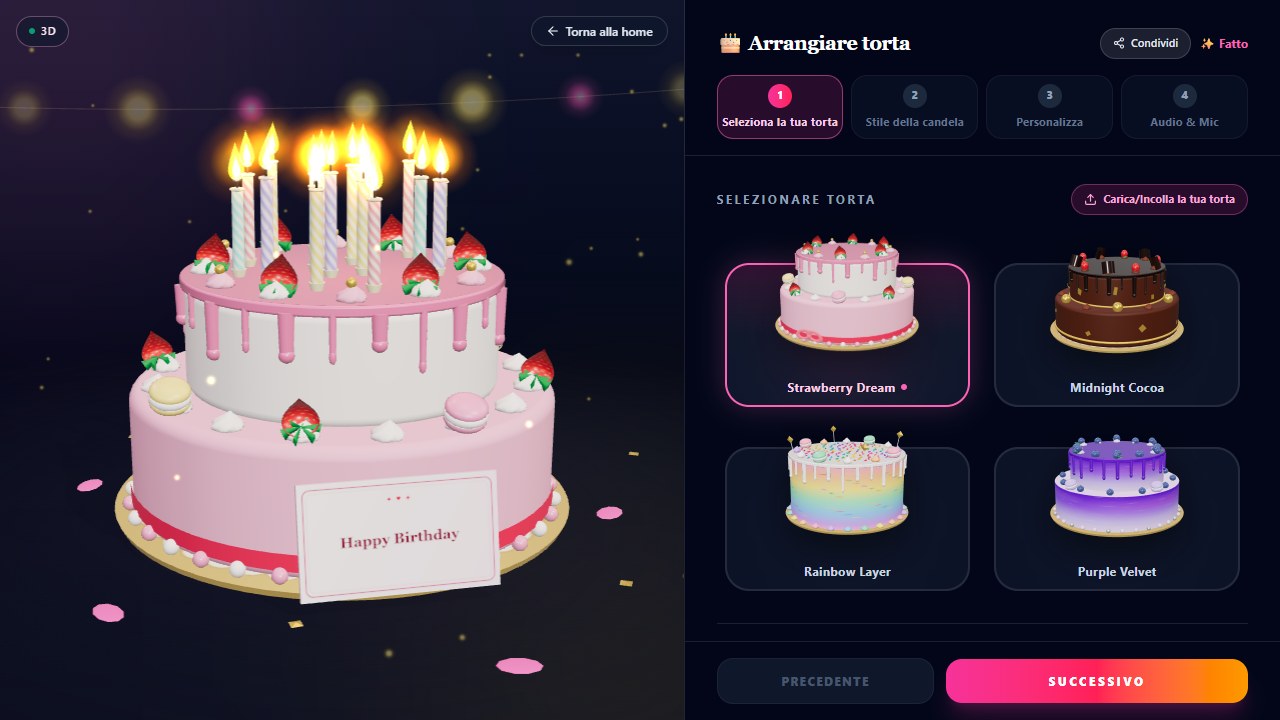 3D
Torna alla home
Happy Birthday
Arrangiare torta
Condividi
Fatto
1
Seleziona la tua torta
2
Stile della candela
3
Personalizza
4
Audio & Mic
SELEZIONARE TORTA
Carica/Incolla la tua torta
Strawberry Dream
Midnight Cocoa
Rainbow Layer
Purple Velvet
PRECEDENTE
SUCCESSIVO